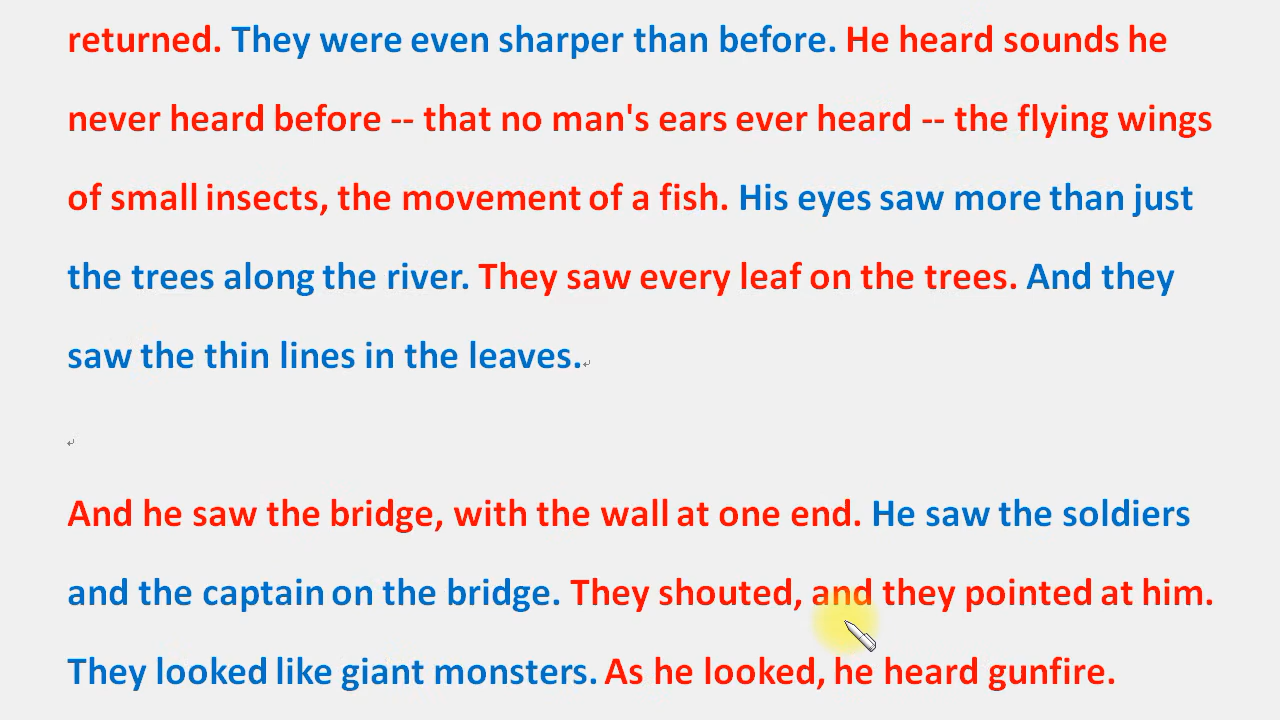 returned. They were even sharper than before. He heard sounds he
never heard before -- that no man's ears ever heard -- the flying wings
of small insects, the movement of a fish. His eyes saw more than just
the trees along the river. They saw every leaf on the trees. And they
saw the thin lines in the leaves.
And he saw the bridge, with the wall at one end. He saw the soldiers
and the captain on the bridge. They shouted, and they pointed at him.
They looked like giant monsters. As he looked, he heard gunfire.